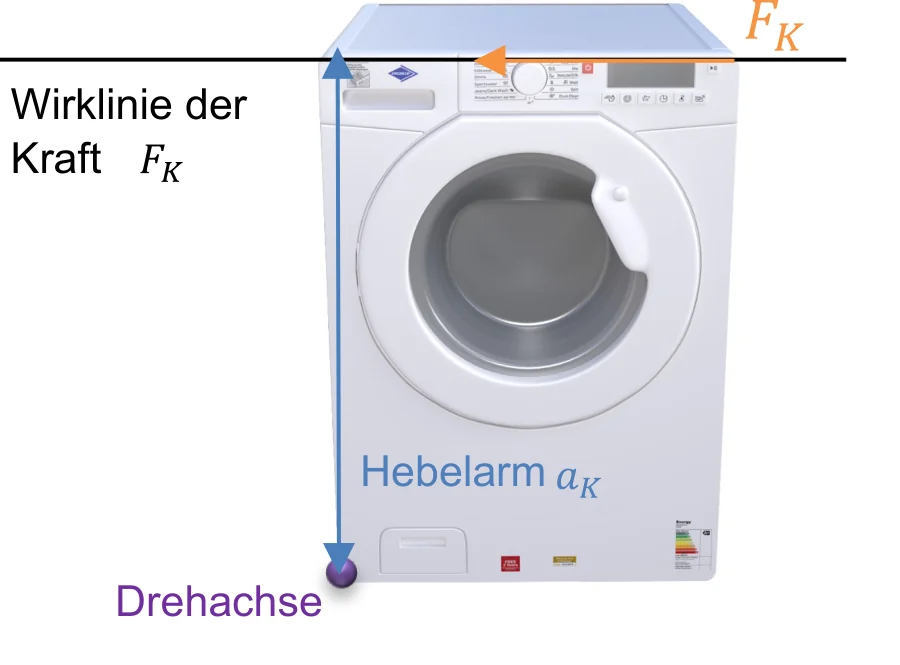 F_K
Wirklinie der
Kraft F_K
Hebelarm a_K
Drehachse